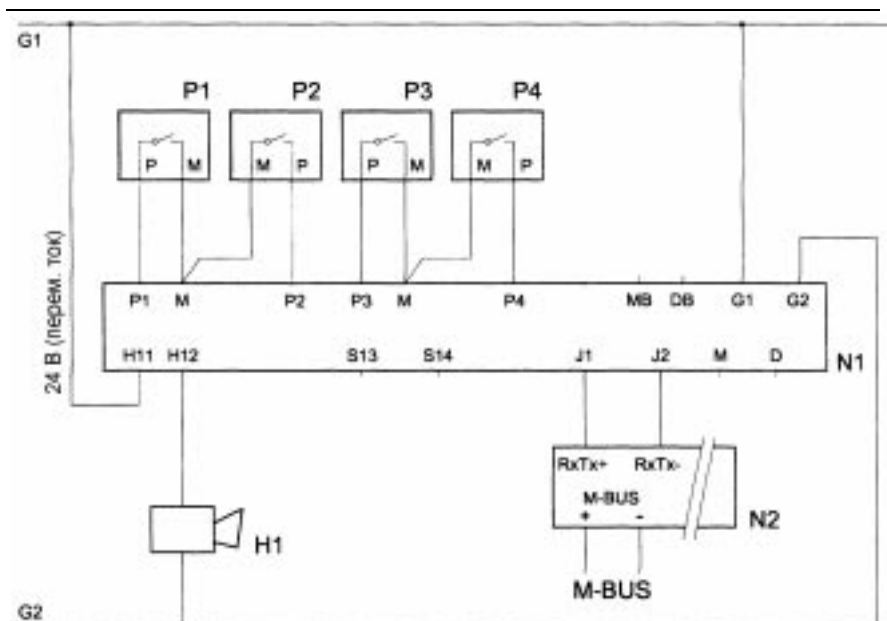 G1
P1 P2 P3 P4
P M M P P M M P
24 В (перем. ток)
P1 M P2 P3 M P4 MB DB G1 G2
H11 H12 S13 S14 J1 J2 M D
N1
RxTx+ RxTx-
M-BUS
+ -
N2
H1
M-BUS
G2